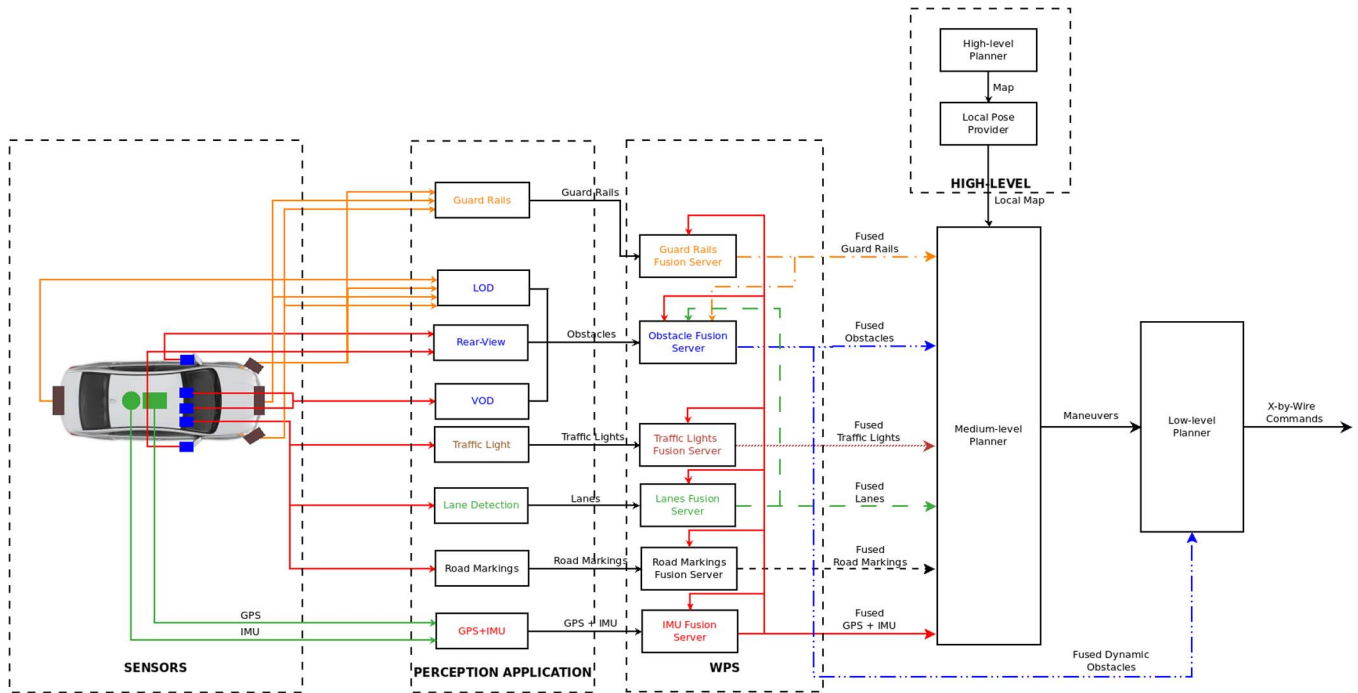 High-level
Planner
Map
Local Pose
Provider
HIGH-LEVEL
Local Map
Guard Rails
Guard Rails
Guard Rails
Fusion Server
Fused
Guard Rails
LOD
Rear-View
Obstacles
Obstacle Fusion
Server
Fused
Obstacles
VOD
Traffic Light
Traffic Lights
Traffic Lights
Fusion Server
Fused
Traffic Lights
Medium-level
Planner
Maneuvers
Low-level
Planner
X-by-Wire
Commands
Lane Detection
Lanes
Lanes Fusion
Server
Fused
Lanes
Road Markings
Road Markings
Road Markings
Fusion Server
Fused
Road Markings
GPS
IMU
GPS+IMU
GPS + IMU
IMU Fusion
Server
Fused
GPS + IMU
Fused Dynamic
Obstacles
SENSORS
PERCEPTION APPLICATION
WPS